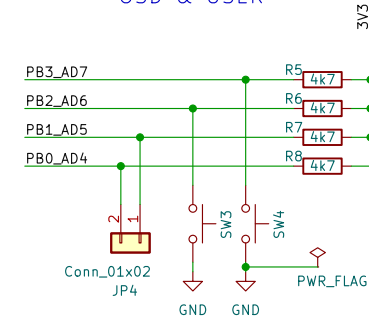 3V3
PB3_AD7
R5
4k7
PB2_AD6
R6
4k7
PB1_AD5
R7
4k7
PB0_AD4
R8
4k7
2
1
SW3
SW4
Conn_01x02
JP4
PWR_FLAG
GND
GND